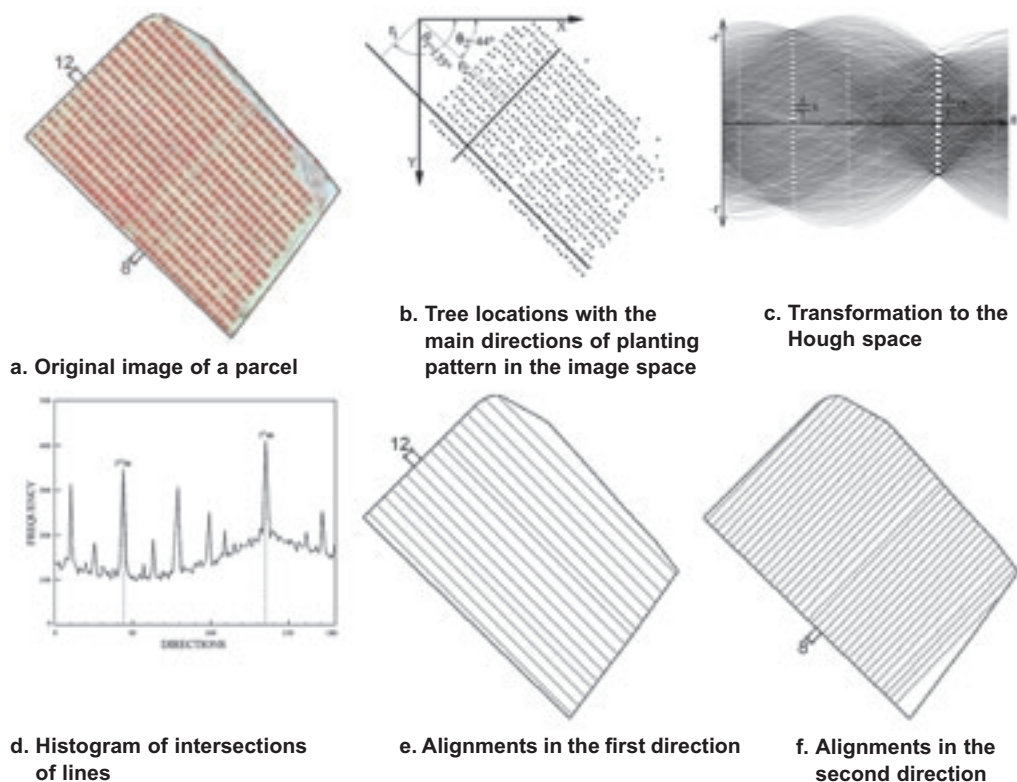 12
8
X
Y
a. Original image of a parcel
b. Tree locations with the
main directions of planting
pattern in the image space
c. Transformation to the
Hough space
FREQUENCY
DIRECTIONS
12
8
d. Histogram of intersections
of lines
e. Alignments in the first direction
f. Alignments in the
second direction